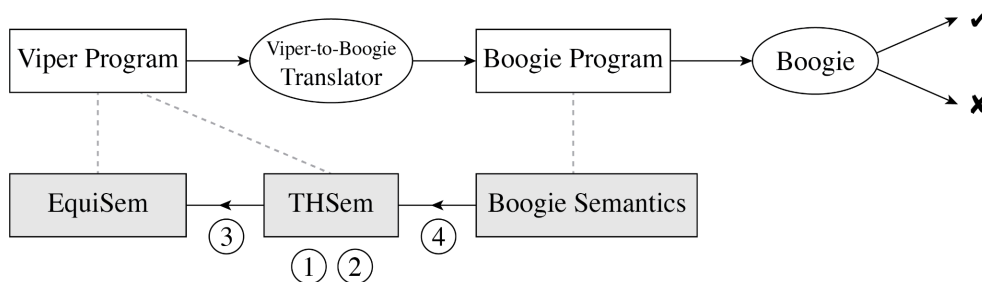 Viper Program
Viper-to-Boogie
Translator
Boogie Program
Boogie
✔
✘
EquiSem
THSem
Boogie Semantics
3
4
1 2